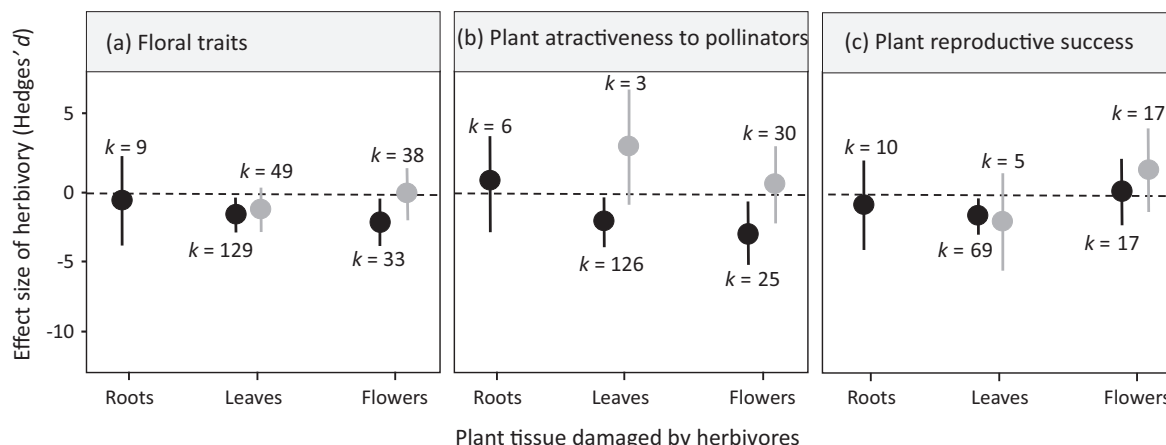 (a) Floral traits
(b) Plant atractiveness to pollinators
(c) Plant reproductive success
Effect size of herbivory (Hedges’ d)
5
0
-5
-10
k = 9
k = 49
k = 38
k = 129
k = 33
k = 6
k = 3
k = 30
k = 126
k = 25
k = 10
k = 5
k = 17
k = 69
k = 17
Roots Leaves Flowers
Roots Leaves Flowers
Roots Leaves Flowers
Plant tissue damaged by herbivores